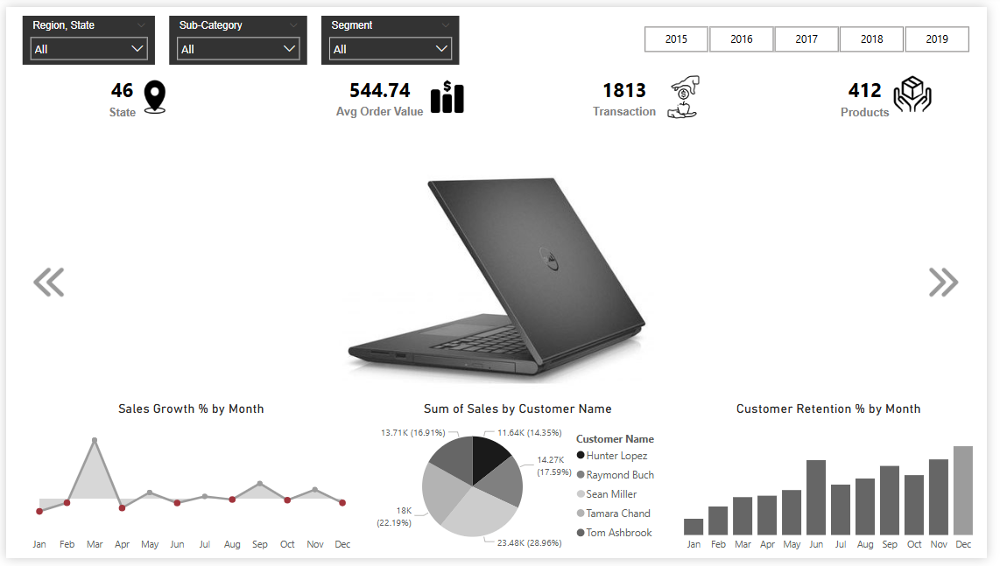 Region, State
All
Sub-Category
All
Segment
All
2015 2016 2017 2018 2019
46
State
544.74
Avg Order Value
$
1813
Transaction
$
412
Products
Sales Growth % by Month
Jan Feb Mar Apr May Jun Jul Aug Sep Oct Nov Dec
Sum of Sales by Customer Name
13.71K (16.91%)
11.64K (14.35%)
14.27K
(17.59%)
18K
(22.19%)
23.48K (28.96%)
Customer Name
Hunter Lopez
Raymond Buch
Sean Miller
Tamara Chand
Tom Ashbrook
Customer Retention % by Month
Jan Feb Mar Apr May Jun Jul Aug Sep Oct Nov Dec